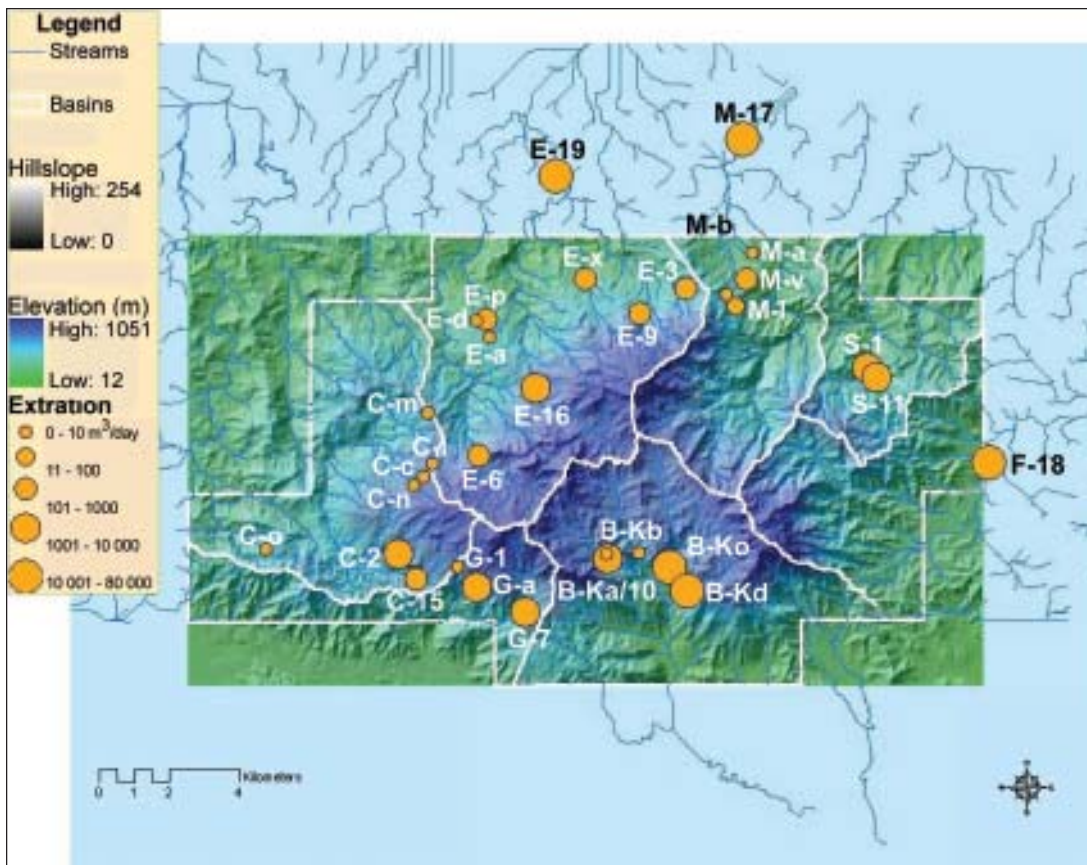 Legend
Streams
Basins
Hillslope
High: 254
Low: 0
Elevation (m)
High: 1051
Low: 12
Extration
0 - 10 m³/day
11 - 100
101 - 1000
1001 - 10 000
10 001 - 80 000
M-17
E-19
M-b
M-a
E-x
E-3
M-v
M-1
E-p
E-d
E-9
E-a
S-1
E-16
S-11
C-m
C-c
E-6
F-18
C-n
C-o
C-2
G-1
B-Kb
B-Ko
G-a
B-Ka/10
B-Kd
C-15
G-7
Kilometers
0 1 2 4